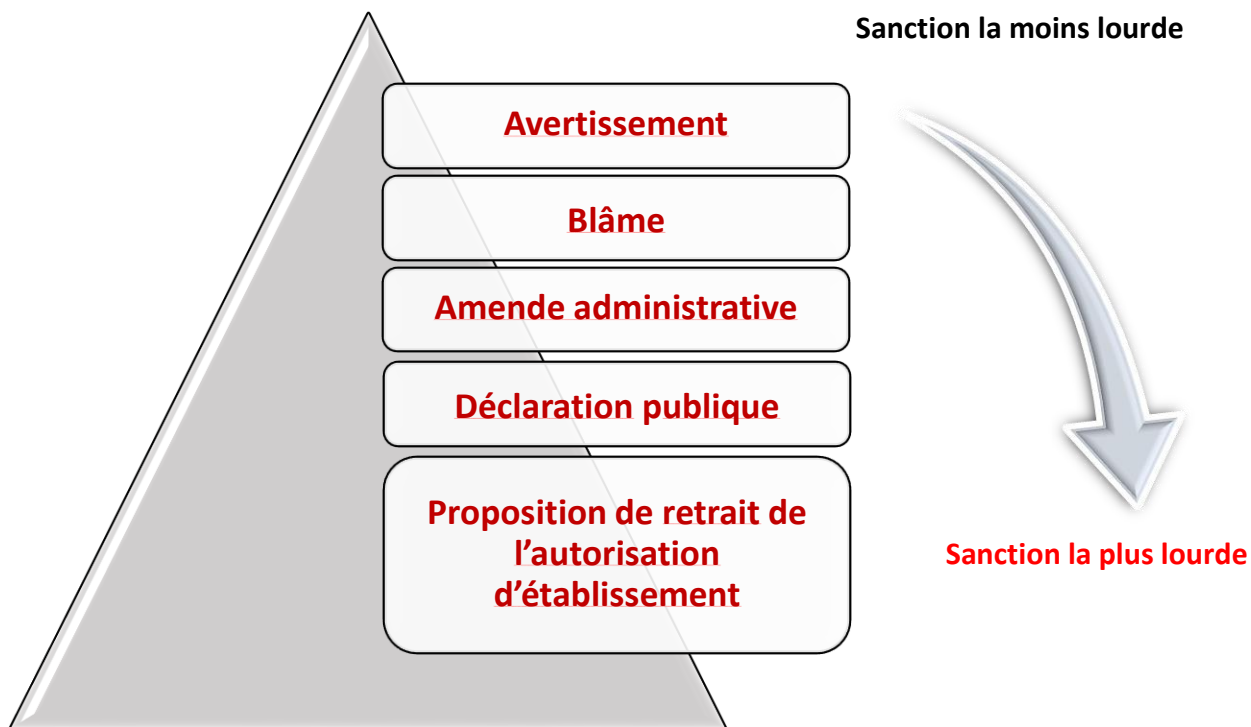 Sanction la moins lourde
Avertissement
Blâme
Amende administrative
Déclaration publique
Proposition de retrait de
l’autorisation
d’établissement
Sanction la plus lourde